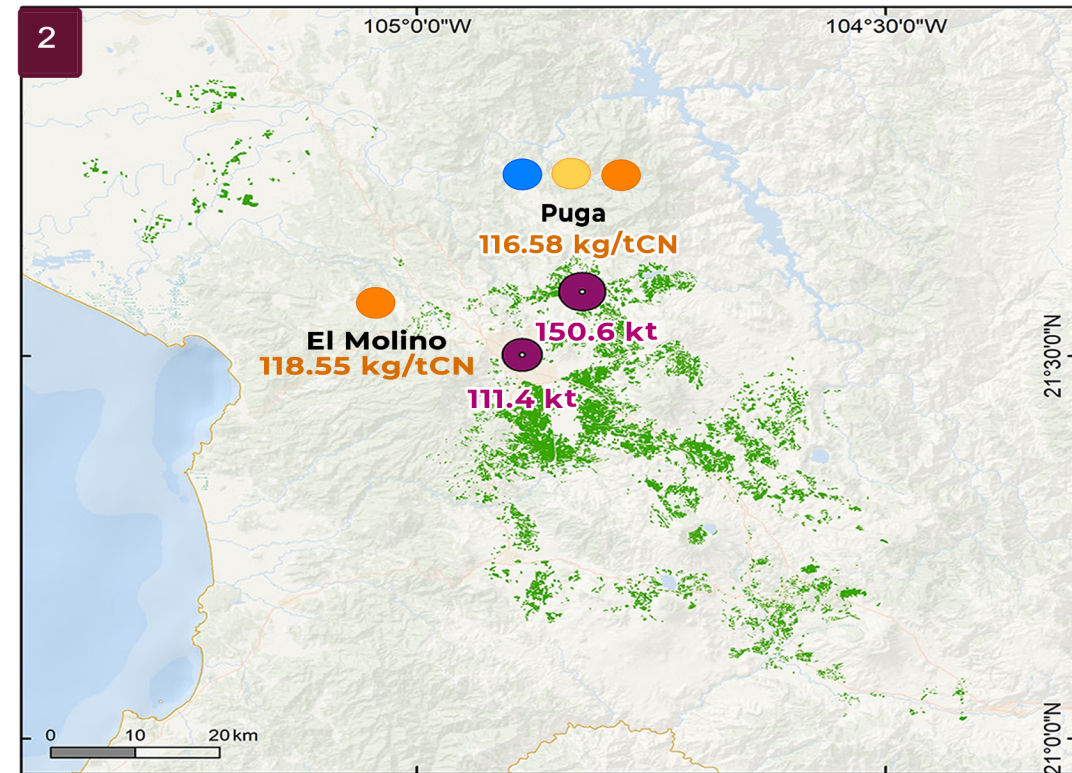 2
105°0'0"W
104°30'0"W
Puga
116.58 kg/tCN
150.6 kt
El Molino
118.55 kg/tCN
111.4 kt
21°30'0"N
21°0'0"N
0 10 20 km